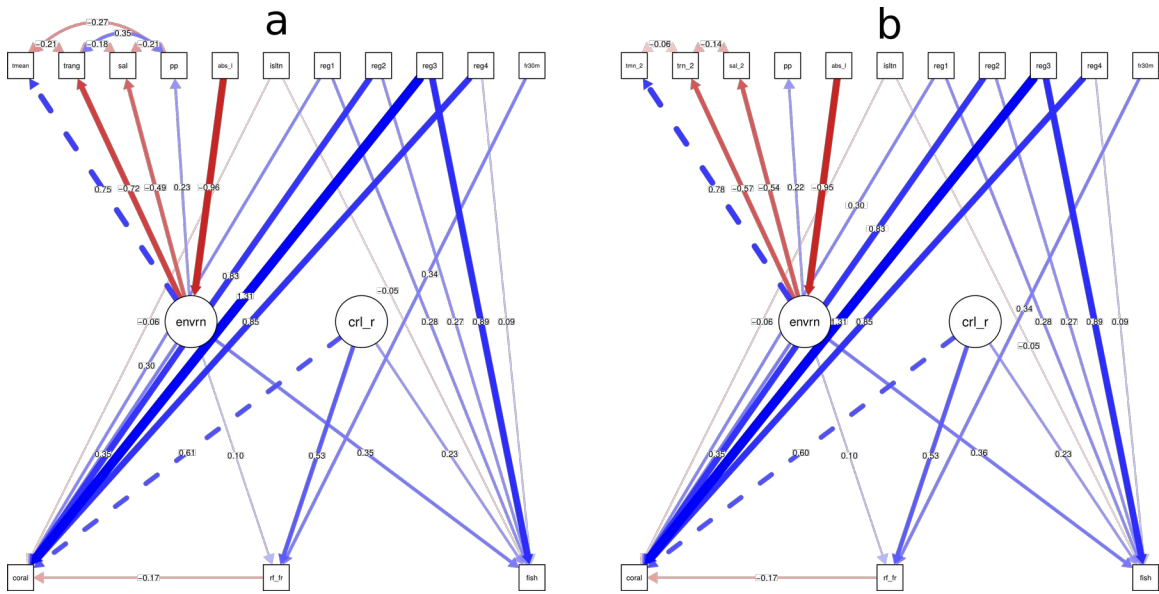 a
−0.27
0.35
−0.21
−0.18
−0.21
tmean
trang
sal
pp
abs_l
isltn
reg1
reg2
reg3
reg4
fr30m
0.75
−0.72
−0.49
0.23
−0.96
0.83
1.31
0.34
−0.05
envrn
crl_r
−0.06
0.85
0.28
0.27
0.89
0.09
0.30
0.35
0.61
0.10
0.53
0.35
0.23
coral
−0.17
rf_fr
fish
b
−0.06
−0.14
tmn_2
trn_2
sal_2
pp
abs_l
isltn
reg1
reg2
reg3
reg4
fr30m
0.78
−0.57
−0.54
0.22
−0.95
0.30
0.83
0.34
envrn
crl_r
−0.06
1.31
0.85
0.28
0.27
0.89
0.09
−0.05
0.35
0.60
0.10
0.53
0.36
0.23
coral
−0.17
rf_fr
fish